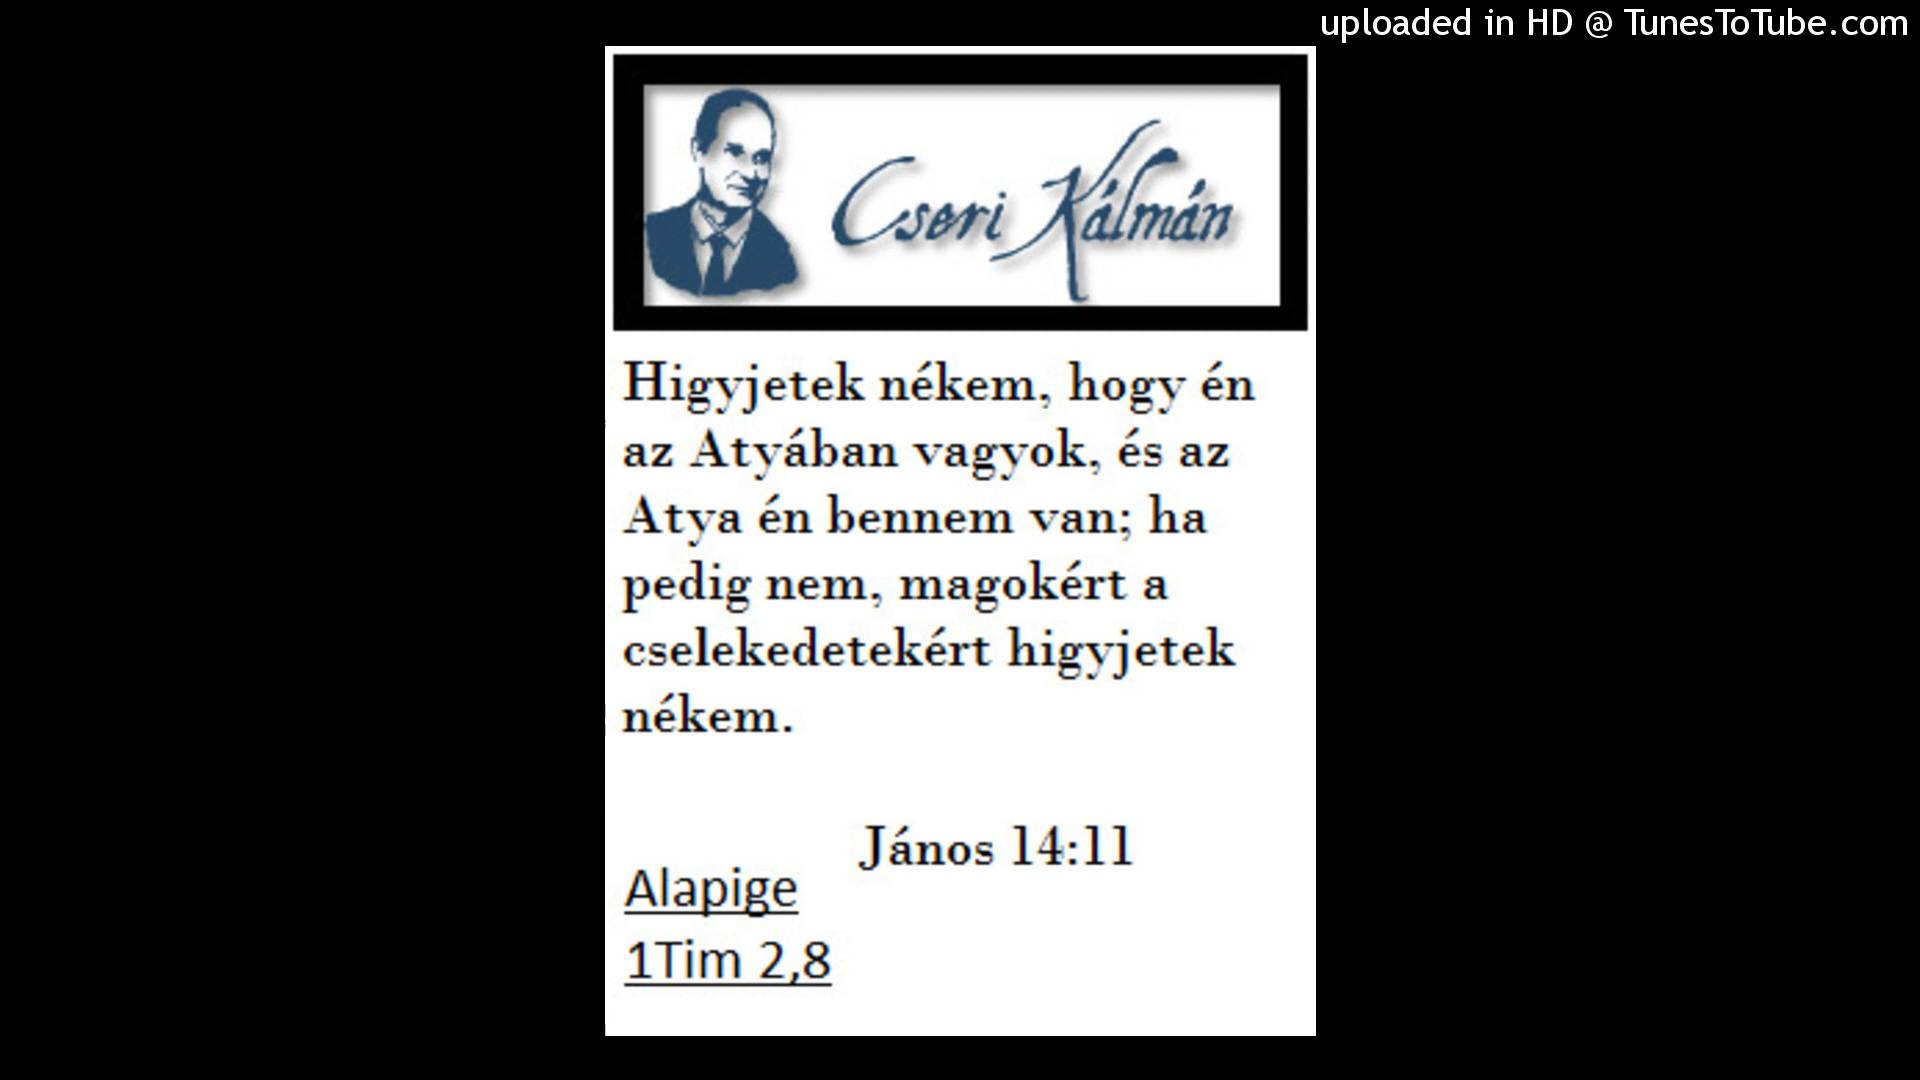 uploaded in HD @ TunesToTube.com
Cseri Kálmán
Higyjetek nékem, hogy én
az Atyában vagyok, és az
Atya én bennem van; ha
pedig nem, magokért a
cselekedetekért higyjetek
nékem.
János 14:11
Alapige
1Tim 2,8